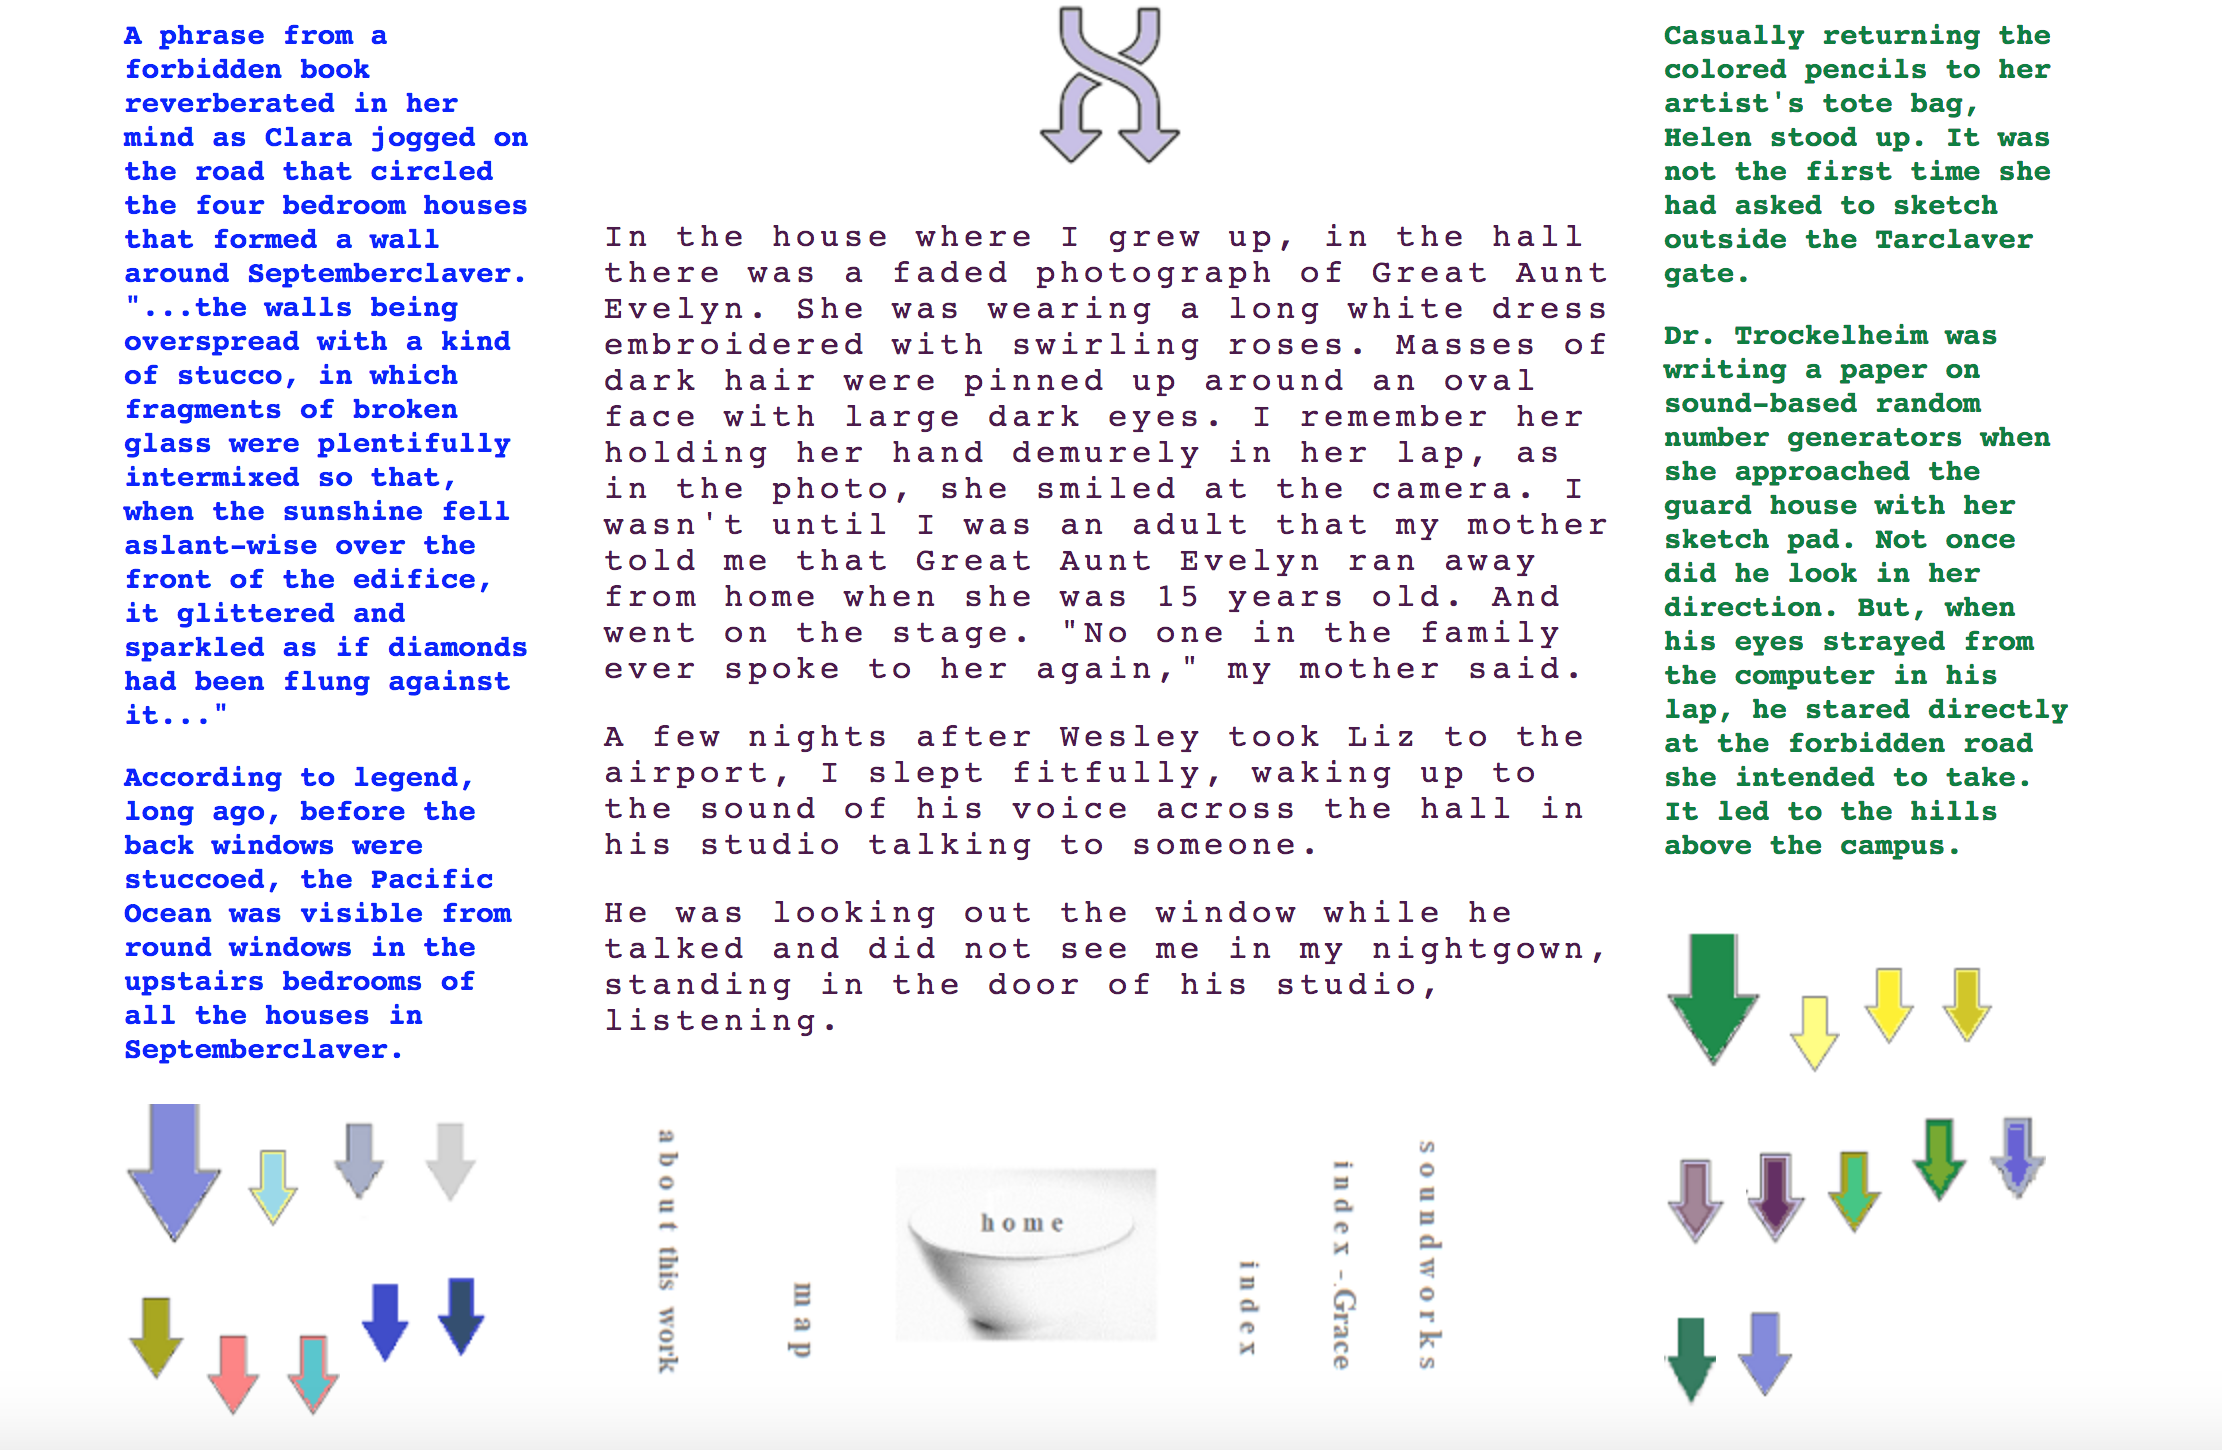 A phrase from a
forbidden book
reverberated in her
mind as Clara jogged on
the road that circled
the four bedroom houses
that formed a wall
around Septemberclaver.
"...the walls being
overspread with a kind
of stucco, in which
fragments of broken
glass were plentifully
intermixed so that,
when the sunshine fell
aslant-wise over the
front of the edifice,
it glittered and
sparkled as if diamonds
had been flung against
it..."
According to legend,
long ago, before the
back windows were
stuccoed, the Pacific
Ocean was visible from
round windows in the
upstairs bedrooms of
all the houses in
Septemberclaver.
In the house where I grew up, in the hall
there was a faded photograph of Great Aunt
Evelyn. She was wearing a long white dress
embroidered with swirling roses. Masses of
dark hair were pinned up around an oval
face with large dark eyes. I remember her
holding her hand demurely in her lap, as
in the photo, she smiled at the camera. I
wasn't until I was an adult that my mother
told me that Great Aunt Evelyn ran away
from home when she was 15 years old. And
went on the stage. "No one in the family
ever spoke to her again," my mother said.
A few nights after Wesley took Liz to the
airport, I slept fitfully, waking up to
the sound of his voice across the hall in
his studio talking to someone.
He was looking out the window while he
talked and did not see me in my nightgown,
standing in the door of his studio,
listening.
Casually returning the
colored pencils to her
artist's tote bag,
Helen stood up. It was
not the first time she
had asked to sketch
outside the Tarclaver
gate.
Dr. Trockelheim was
writing a paper on
sound-based random
number generators when
she approached the
guard house with her
sketch pad. Not once
did he look in her
direction. But, when
his eyes strayed from
the computer in his
lap, he stared directly
at the forbidden road
she intended to take.
It led to the hills
above the campus.
about this work
map
home
index
index - Grace
soundworks